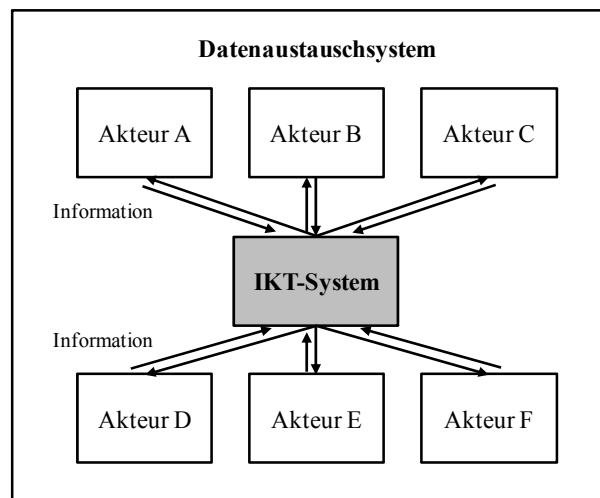 Datenaustauschsystem
Akteur A
Akteur B
Akteur C
Information
IKT-System
Information
Akteur D
Akteur E
Akteur F